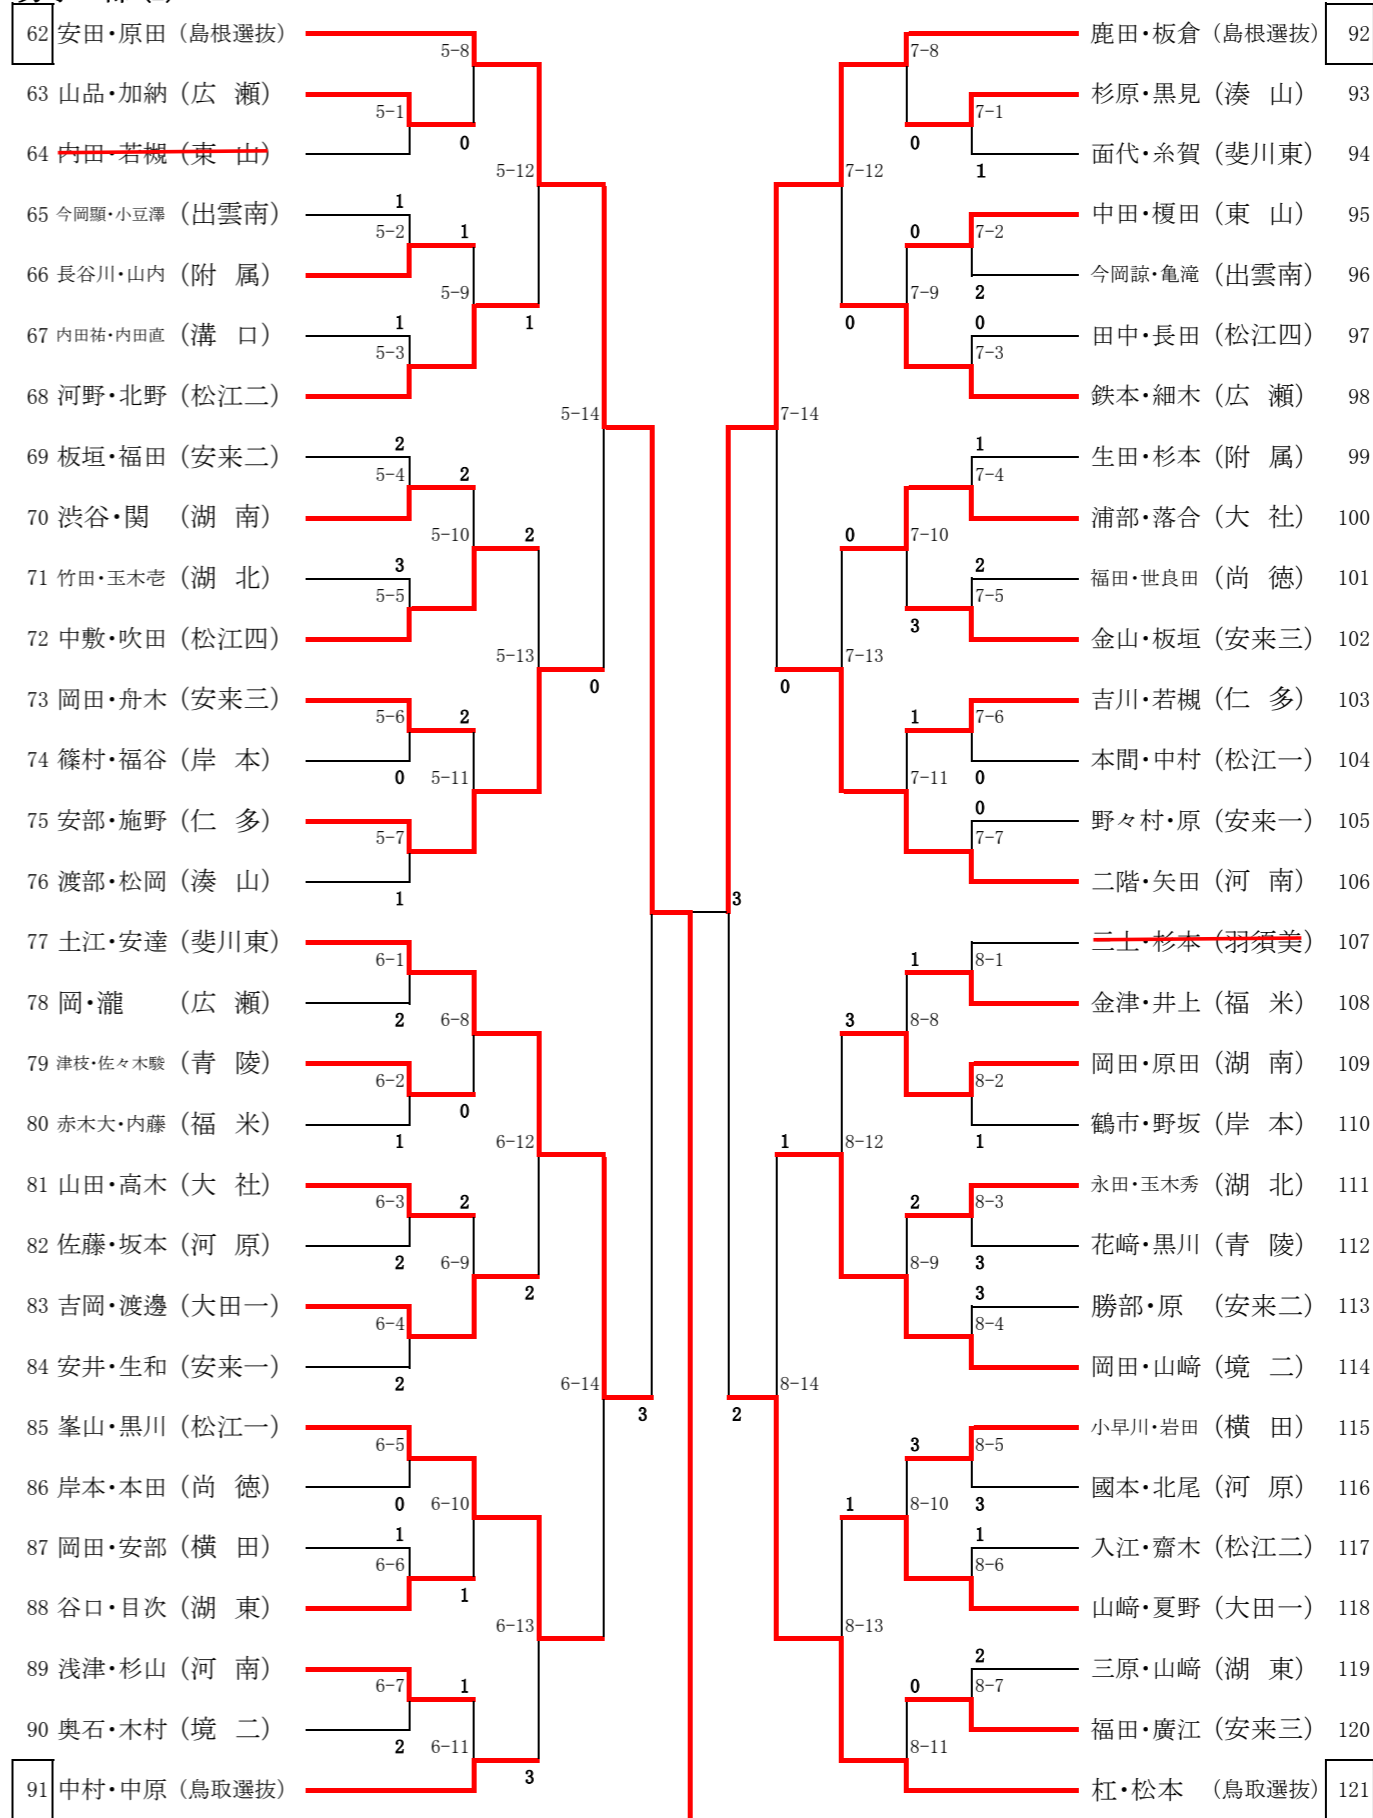 62 安田・原田 (島根選抜)
5-8
63 山品・加納 (広 瀬)
5-1
0
64 内田・若槻 (東 山)
5-12
65 今岡顯・小豆澤 (出雲南)
1
5-2
1
66 長谷川・山内 (附 属)
5-9
1
67 内田祐・内田直 (溝 口)
1
5-3
68 河野・北野 (松江二)
5-14
69 板垣・福田 (安来二)
2
5-4
2
70 渋谷・関 (湖 南)
5-10
2
71 竹田・玉木壱 (湖 北)
3
5-5
72 中敷・吹田 (松江四)
5-13
0
73 岡田・舟木 (安来三)
5-6
2
74 篠村・福谷 (岸 本)
0
5-11
75 安部・施野 (仁 多)
5-7
76 渡部・松岡 (湊 山)
1
77 土江・安達 (斐川東)
6-1
78 岡・瀧 (広 瀬)
2
6-8
79 津枝・佐々木駿 (青 陵)
6-2
0
80 赤木大・内藤 (福 米)
1
6-12
81 山田・高木 (大 社)
6-3
2
82 佐藤・坂本 (河 原)
2
6-9
2
83 吉岡・渡邊 (大田一)
6-4
84 安井・生和 (安来一)
2
6-14
3
85 峯山・黒川 (松江一)
6-5
86 岸本・本田 (尚 徳)
0
6-10
87 岡田・安部 (横 田)
1
6-6
1
88 谷口・目次 (湖 東)
6-13
89 浅津・杉山 (河 南)
6-7
1
90 奥石・木村 (境 二)
2
6-11
3
91 中村・中原 (鳥取選抜)
鹿田・板倉 (島根選抜) 92
7-8
杉原・黒見 (湊 山) 93
7-1
0
面代・糸賀 (斐川東) 94
1
7-12
中田・榎田 (東 山) 95
0
7-2
今岡諒・亀滝 (出雲南) 96
2
7-9
0
田中・長田 (松江四) 97
0
7-3
鉄本・細木 (広 瀬) 98
7-14
生田・杉本 (附 属) 99
1
7-4
浦部・落合 (大 社) 100
0
7-10
福田・世良田 (尚 徳) 101
2
7-5
3
金山・板垣 (安来三) 102
7-13
0
吉川・若槻 (仁 多) 103
1
7-6
本間・中村 (松江一) 104
0
7-11
野々村・原 (安来一) 105
0
7-7
二階・矢田 (河 南) 106
3
三上・杉本 (羽須美) 107
1
8-1
金津・井上 (福 米) 108
3
8-8
岡田・原田 (湖 南) 109
8-2
鶴市・野坂 (岸 本) 110
1
1
8-12
永田・玉木秀 (湖 北) 111
2
8-3
花﨑・黒川 (青 陵) 112
3
8-9
勝部・原 (安来二) 113
3
8-4
岡田・山﨑 (境 二) 114
8-14
2
小早川・岩田 (横 田) 115
3
8-5
國本・北尾 (河 原) 116
3
1
8-10
入江・齋木 (松江二) 117
1
8-6
山﨑・夏野 (大田一) 118
8-13
三原・山﨑 (湖 東) 119
2
8-7
0
福田・廣江 (安来三) 120
8-11
杠・松本 (鳥取選抜) 121